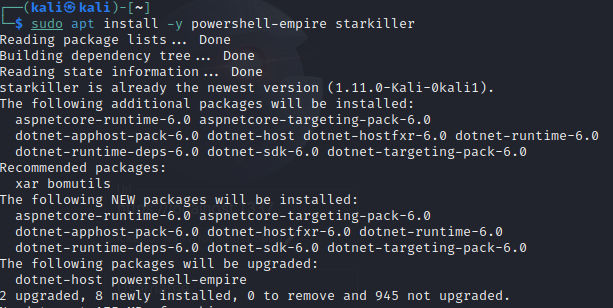 ┌──(kali㉿kali)-[~]
└─$ sudo apt install -y powershell-empire starkiller
Reading package lists... Done
Building dependency tree... Done
Reading state information... Done
starkiller is already the newest version (1.11.0-Kali-0kali1).
The following additional packages will be installed:
aspnetcore-runtime-6.0 aspnetcore-targeting-pack-6.0
dotnet-apphost-pack-6.0 dotnet-host dotnet-hostfxr-6.0 dotnet-runtime-6.0
dotnet-runtime-deps-6.0 dotnet-sdk-6.0 dotnet-targeting-pack-6.0
Recommended packages:
xar bomutils
The following NEW packages will be installed:
aspnetcore-runtime-6.0 aspnetcore-targeting-pack-6.0
dotnet-apphost-pack-6.0 dotnet-hostfxr-6.0 dotnet-runtime-6.0
dotnet-runtime-deps-6.0 dotnet-sdk-6.0 dotnet-targeting-pack-6.0
The following packages will be upgraded:
dotnet-host powershell-empire
2 upgraded, 8 newly installed, 0 to remove and 945 not upgraded.